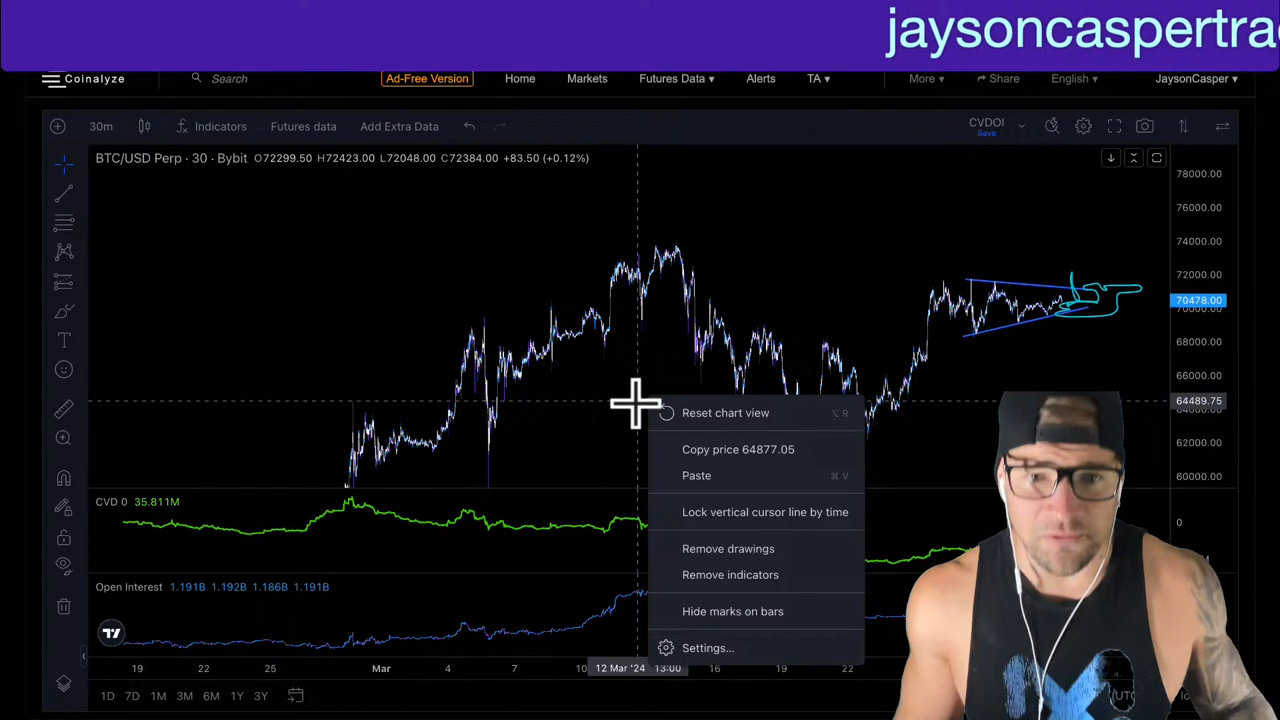 jaysoncaspertra
Coinalyze
Search
Ad-Free Version
Home
Markets
Futures Data ▾
Alerts
TA ▾
More ▾
Share
English ▾
JaysonCasper ▾
30m
Indicators
Futures data
Add Extra Data
CVDOI
Save
BTC/USD Perp · 30 · Bybit O72299.50 H72423.00 L72048.00 C72384.00 +83.50 (+0.12%)
78000.00
76000.00
74000.00
72000.00
70478.00
70000.00
68000.00
66000.00
64489.75
62000.00
60000.00
Reset chart view ⌥ R
Copy price 64877.05
Paste ⌘ V
Lock vertical cursor line by time
Remove drawings
Remove indicators
Hide marks on bars
Settings...
CVD 0 35.811M
0
Open Interest 1.191B 1.192B 1.186B 1.191B
19
22
25
Mar
4
7
10
12 Mar '24 13:00
16
19
22
1D 7D 1M 3M 6M 1Y 3Y